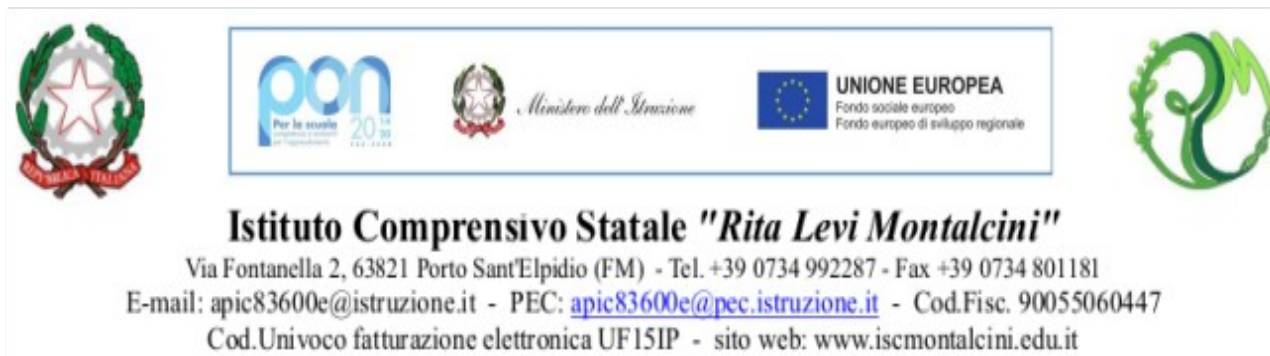 pon
Per la scuola
20
Ministero dell'Istruzione
UNIONE EUROPEA
Fondo sociale europeo
Fondo europeo di sviluppo regionale
REPVBBLICA ITALIANA
Istituto Comprensivo Statale "Rita Levi Montalcini"
Via Fontanella 2, 63821 Porto Sant'Elpidio (FM) - Tel. +39 0734 992287 - Fax +39 0734 801181
E-mail: apic83600e@istruzione.it - PEC: apic83600e@pec.istruzione.it - Cod.Fisc. 90055060447
Cod.Univoco fatturazione elettronica UF15IP - sito web: www.iscmontalcini.edu.it